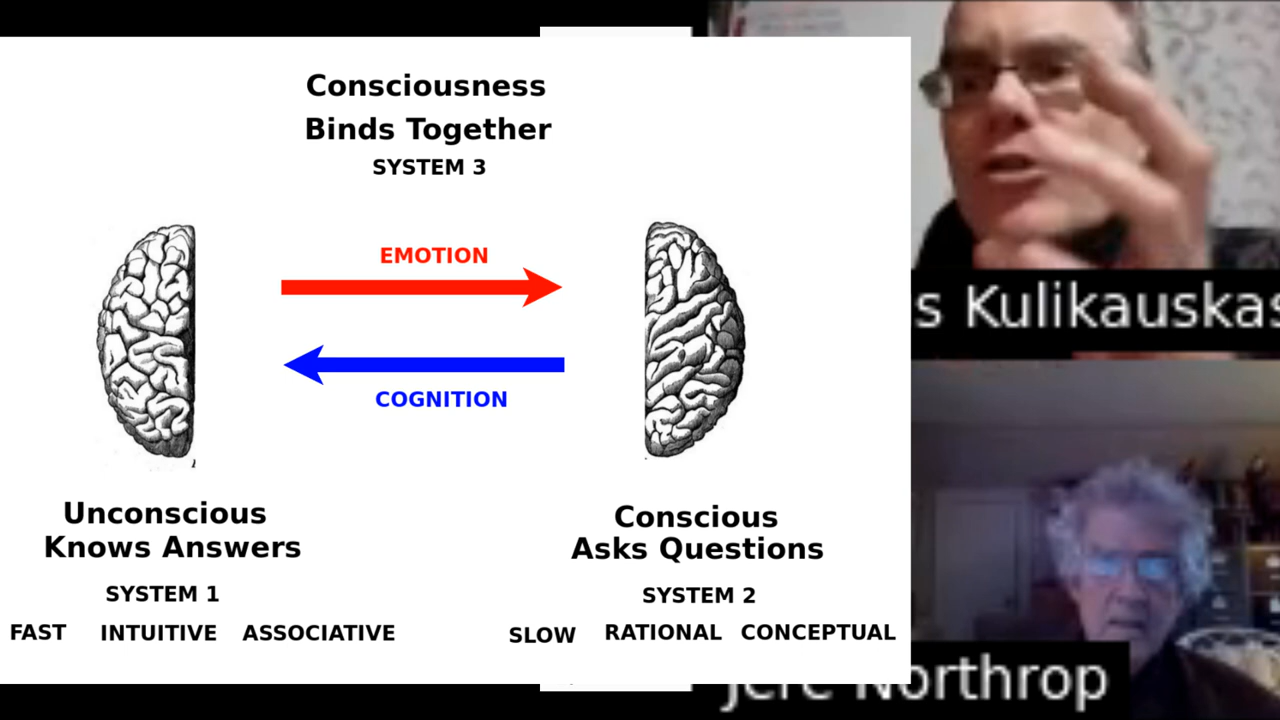 Consciousness
Binds Together
SYSTEM 3
EMOTION
COGNITION
Unconscious
Knows Answers
SYSTEM 1
FAST INTUITIVE ASSOCIATIVE
Conscious
Asks Questions
SYSTEM 2
SLOW RATIONAL CONCEPTUAL
s Kulikauskas
Jere Northrop